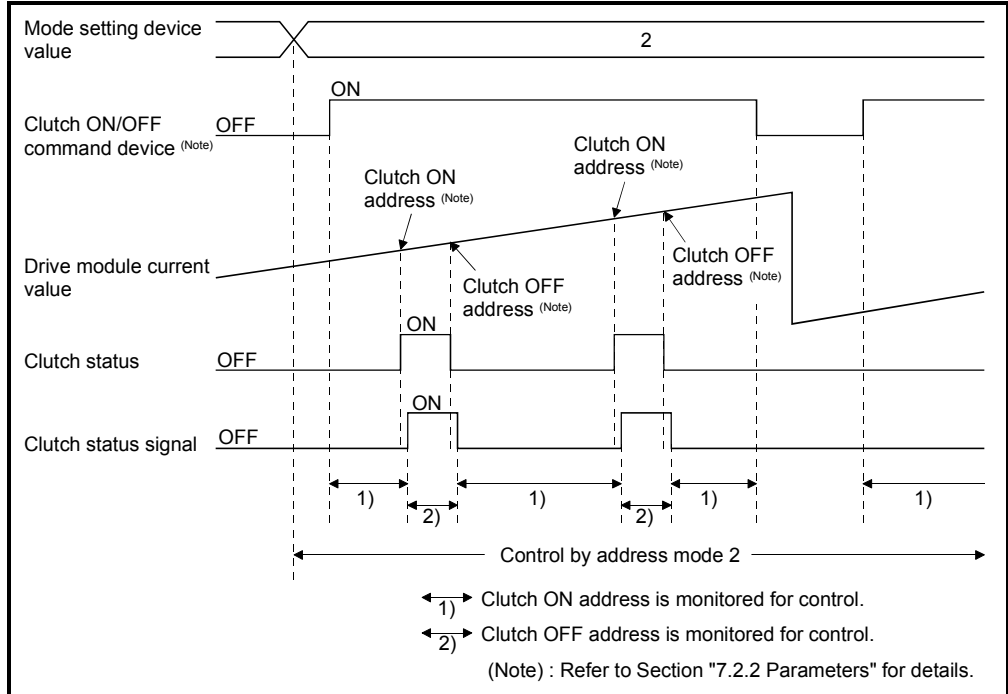 Mode setting device
value
2
ON
Clutch ON/OFF
command device (Note)
OFF
Clutch ON
address (Note)
Clutch ON
address (Note)
Drive module current
value
Clutch OFF
address (Note)
Clutch OFF
address (Note)
ON
Clutch status
OFF
ON
Clutch status signal
OFF
1)
1)
1)
1)
2)
2)
Control by address mode 2
1) Clutch ON address is monitored for control.
2) Clutch OFF address is monitored for control.
(Note) : Refer to Section "7.2.2 Parameters" for details.